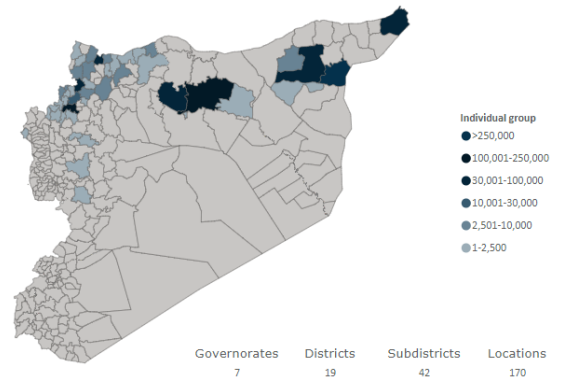 Individual group
>250,000
100,001-250,000
30,001-100,000
10,001-30,000
2,501-10,000
1-2,500
Governorates Districts Subdistricts Locations
7 19 42 170